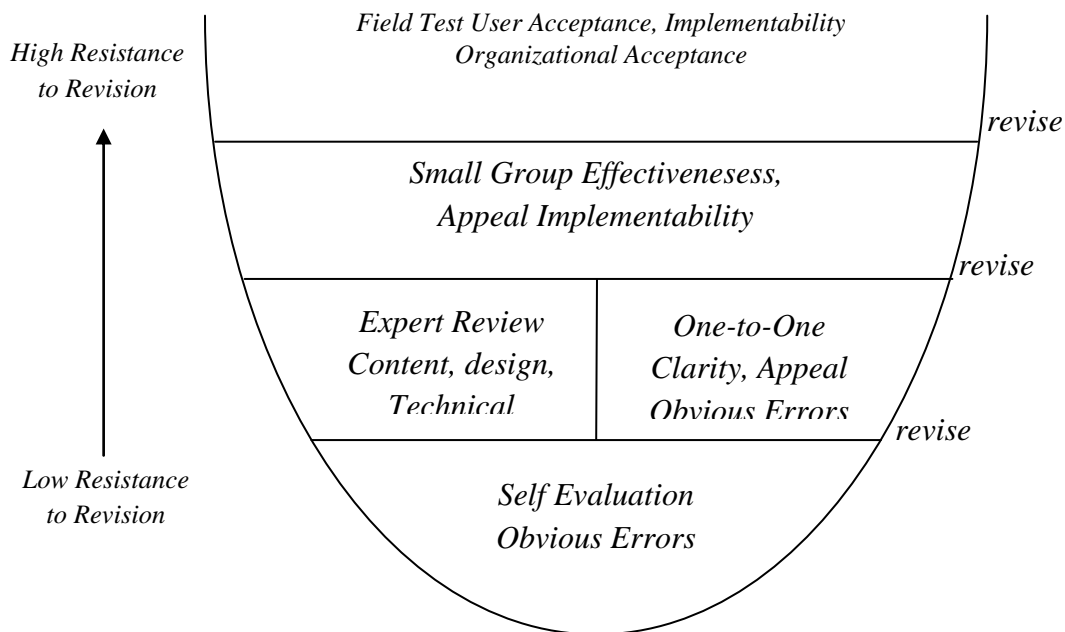 Field Test User Acceptance, Implementability
Organizational Acceptance
High Resistance
to Revision
revise
Small Group Effectivenesess,
Appeal Implementability
revise
Expert Review
Content, design,
Technical
One-to-One
Clarity, Appeal
Obvious Errors
revise
Low Resistance
to Revision
Self Evaluation
Obvious Errors